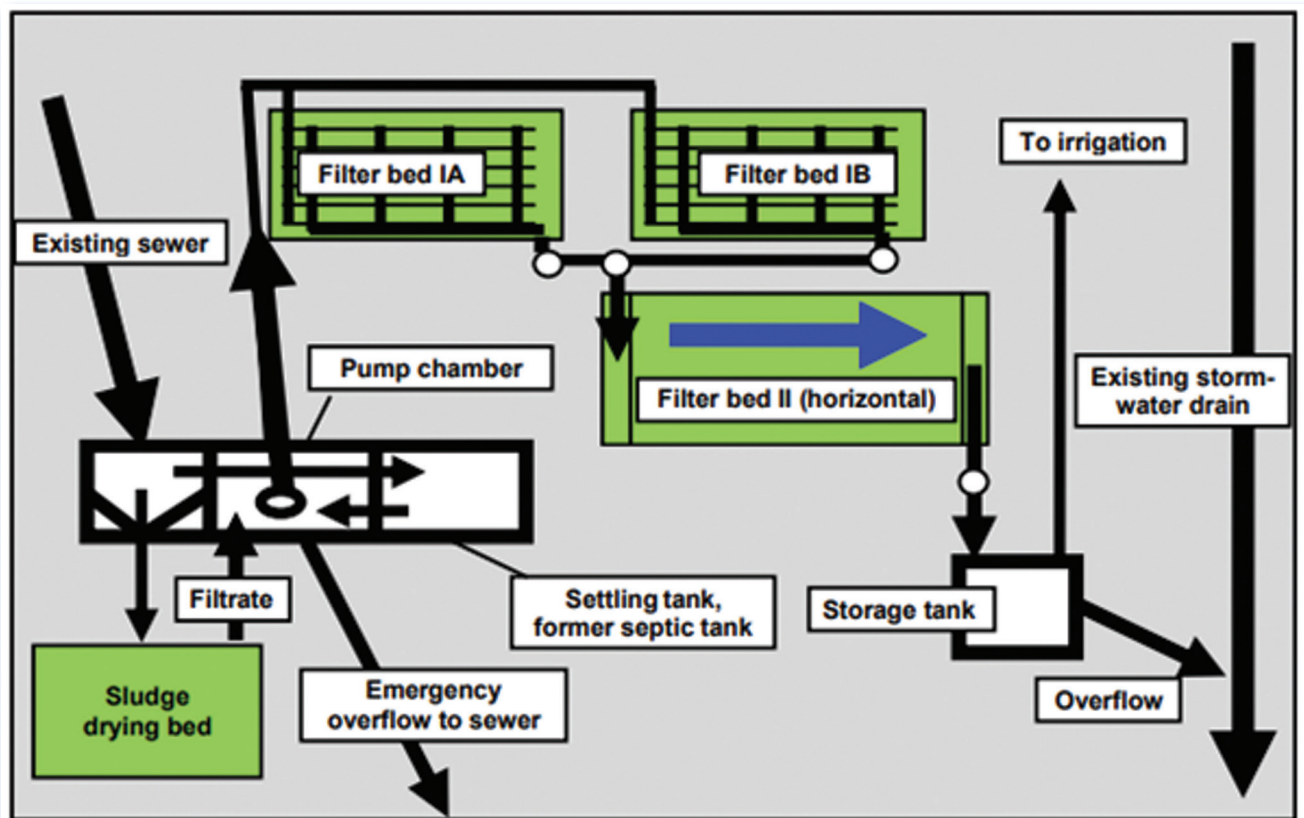 Filter bed IA
Filter bed IB
To irrigation
Existing sewer
Pump chamber
Filter bed II (horizontal)
Existing storm-
water drain
Filtrate
Settling tank,
former septic tank
Storage tank
Sludge
drying bed
Emergency
overflow to sewer
Overflow